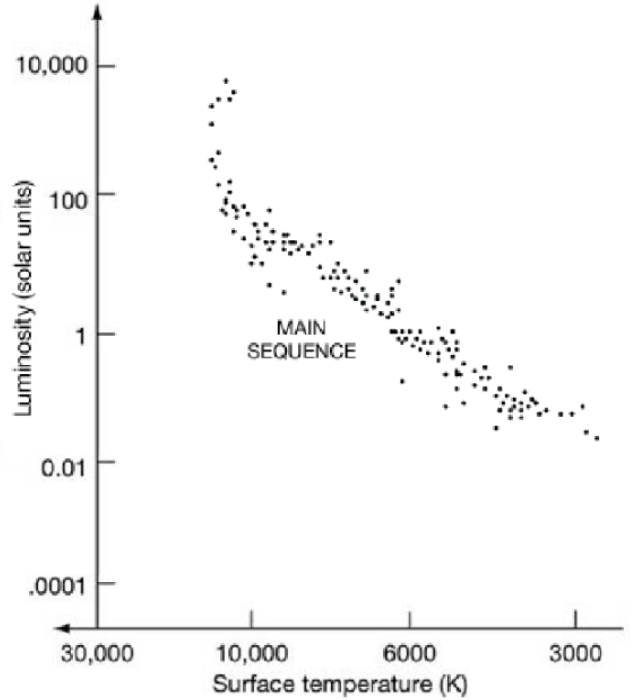 10,000
100
1
0.01
.0001
Luminosity (solar units)
MAIN
SEQUENCE
30,000 10,000 6000 3000
Surface temperature (K)